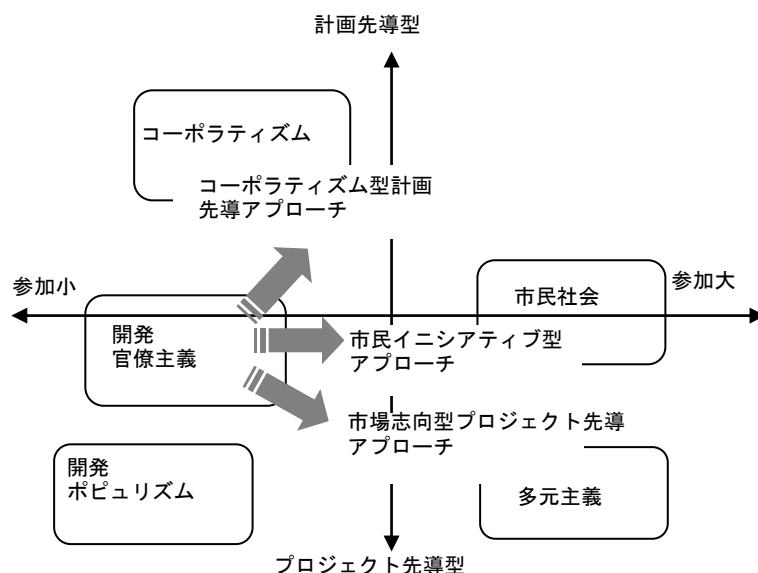 計画先導型
コーポラティズム
コーポラティズム型計画
先導アプローチ
参加小
参加大
市民社会
開発
官僚主義
市民イニシアティブ型
アプローチ
市場志向型プロジェクト先導
アプローチ
開発
ポピュリズム
多元主義
プロジェクト先導型